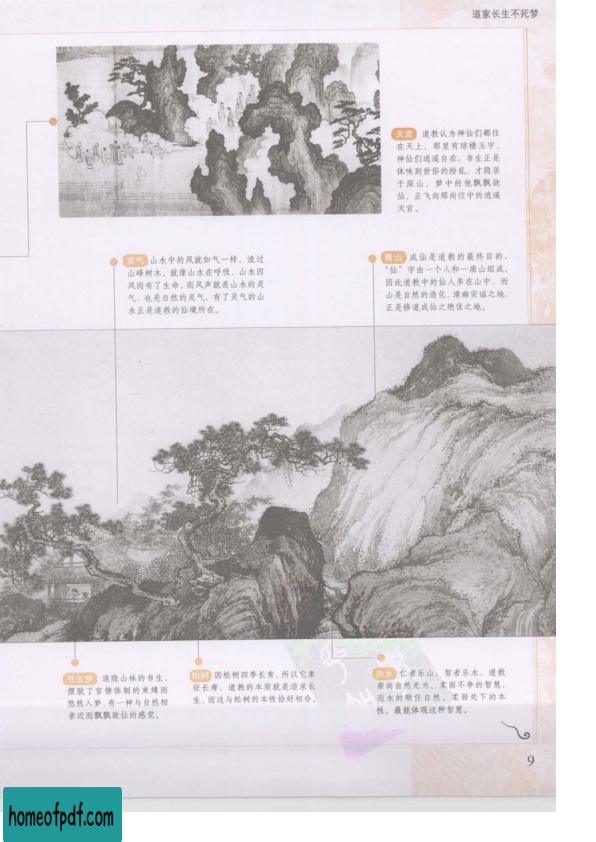 道家长生不死梦
天宫 道教认为神仙们都住
在天上，那里有琼楼玉宇，
神仙们逍遥自在；书生正是
体味到世俗的纷乱，才隐居
于深山，梦中的他飘飘欲
仙，正飞向那向往中的逍遥
天宫。
灵气 山水中的风就如气一样，流过
山峰树木，就像山水在呼吸，山水因
风而有了生命，而风声就是山水的灵
气，也是自然的灵气，有了灵气的山
水正是道教的仙境所在。
青山 成仙是道教的最终目的，
“仙”字由一个人和一座山组成，
因此道教中的仙人多在山中，而
山是自然的造化，清幽安谧之地，
正是修道成仙之绝佳之地。
书生梦 退隐山林的书生，
摆脱了官僚体制的束缚而
悠然入梦，有一种与自然相
亲近而飘飘欲仙的感觉。
松树 因松树四季长青，所以它象
征长寿，道教的本质就是追求长
生，而这与松树的本性恰好相合。
流水 仁者乐山，智者乐水，道教
崇尚自然无为、柔弱不争的智慧，
而水的顺任自然、柔弱处下的本
性，最能体现这种智慧。
9
homeofpdf.com